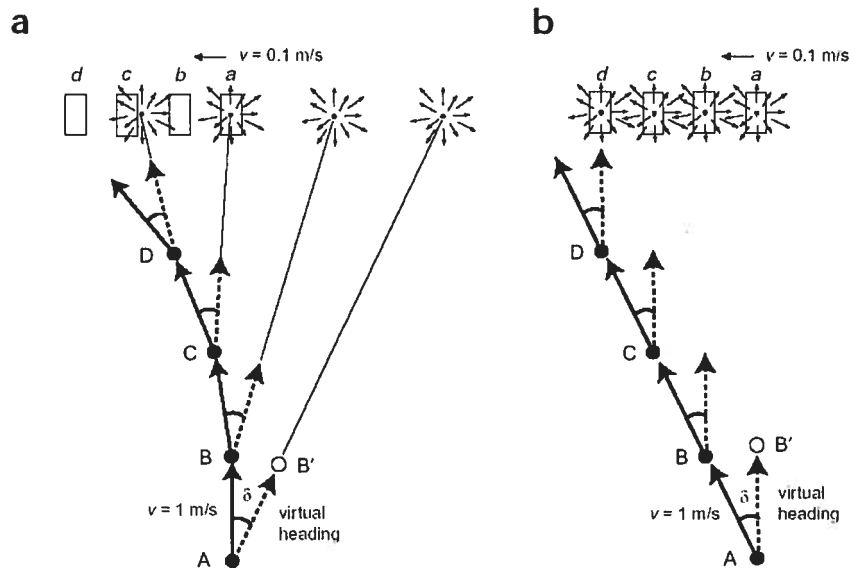 a
v = 0.1 m/s
d c b a
D
C
B
B′
v = 1 m/s
δ
virtual
heading
A
b
v = 0.1 m/s
d c b a
D
C
B
B′
v = 1 m/s
δ
virtual
heading
A